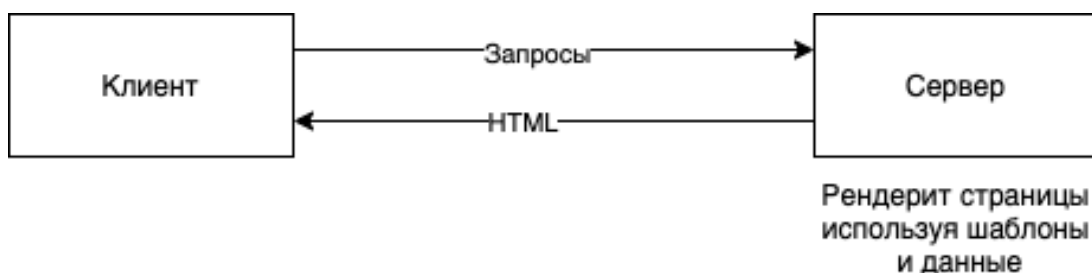 Клиент
Запросы
HTML
Сервер
Рендерит страницы
используя шаблоны
и данные